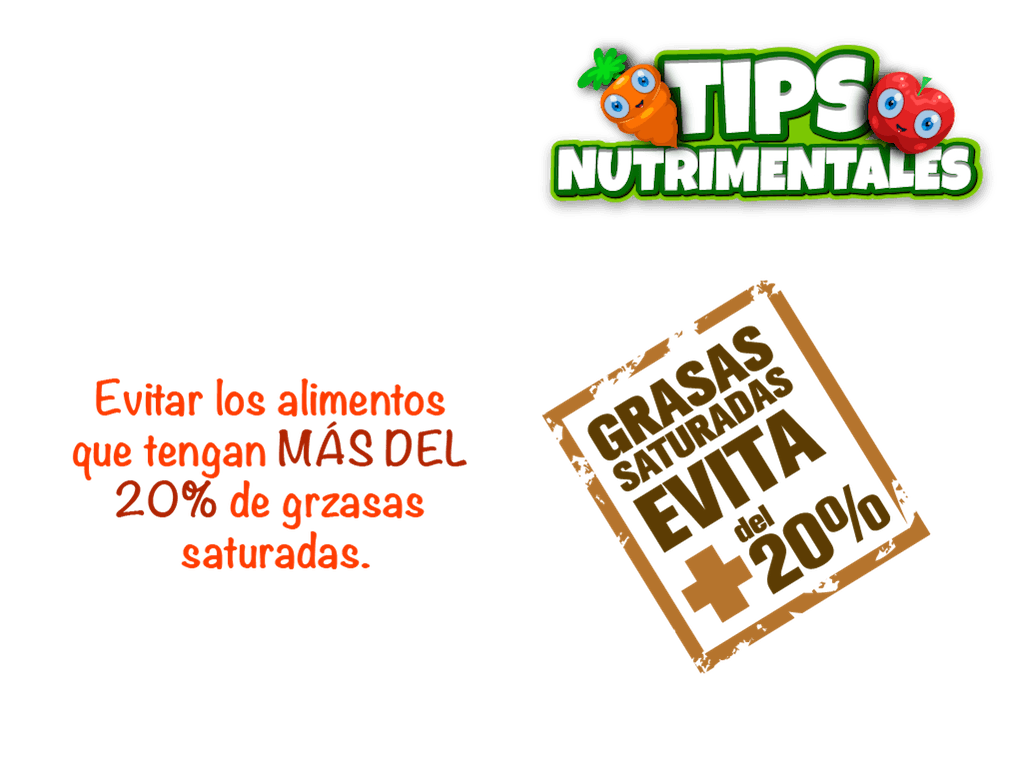 TIPS
NUTRIMENTALES
Evitar los alimentos
que tengan MÁS DEL
20% de grzasas
saturadas.
GRASAS
SATURADAS
EVITA
+ del 20%